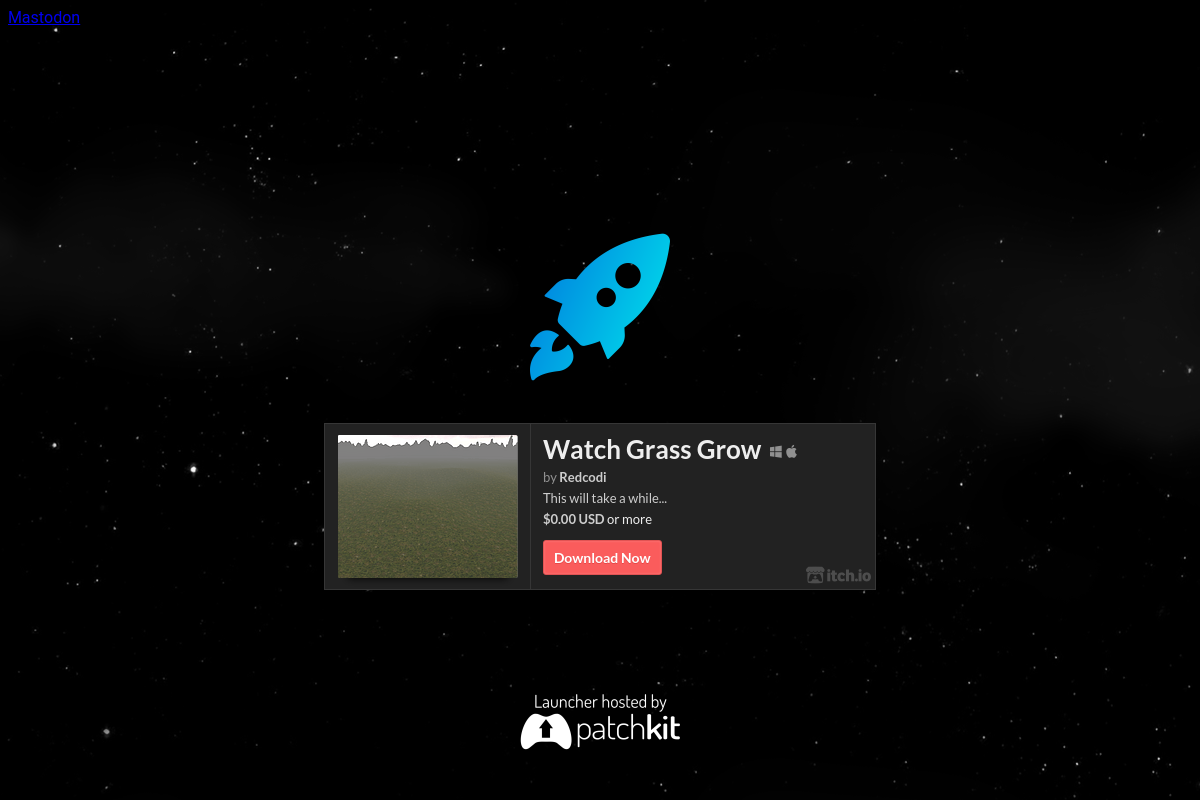 Mastodon
Watch Grass Grow
by Redcodi
This will take a while...
$0.00 USD or more
Download Now
itch.io
Launcher hosted by
patchkit